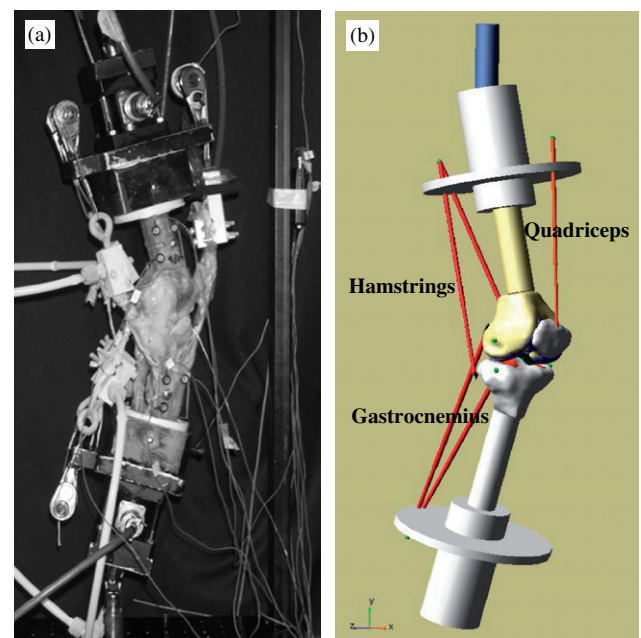 (a)
(b)
Quadriceps
Hamstrings
Gastrocnemius
y
z
x